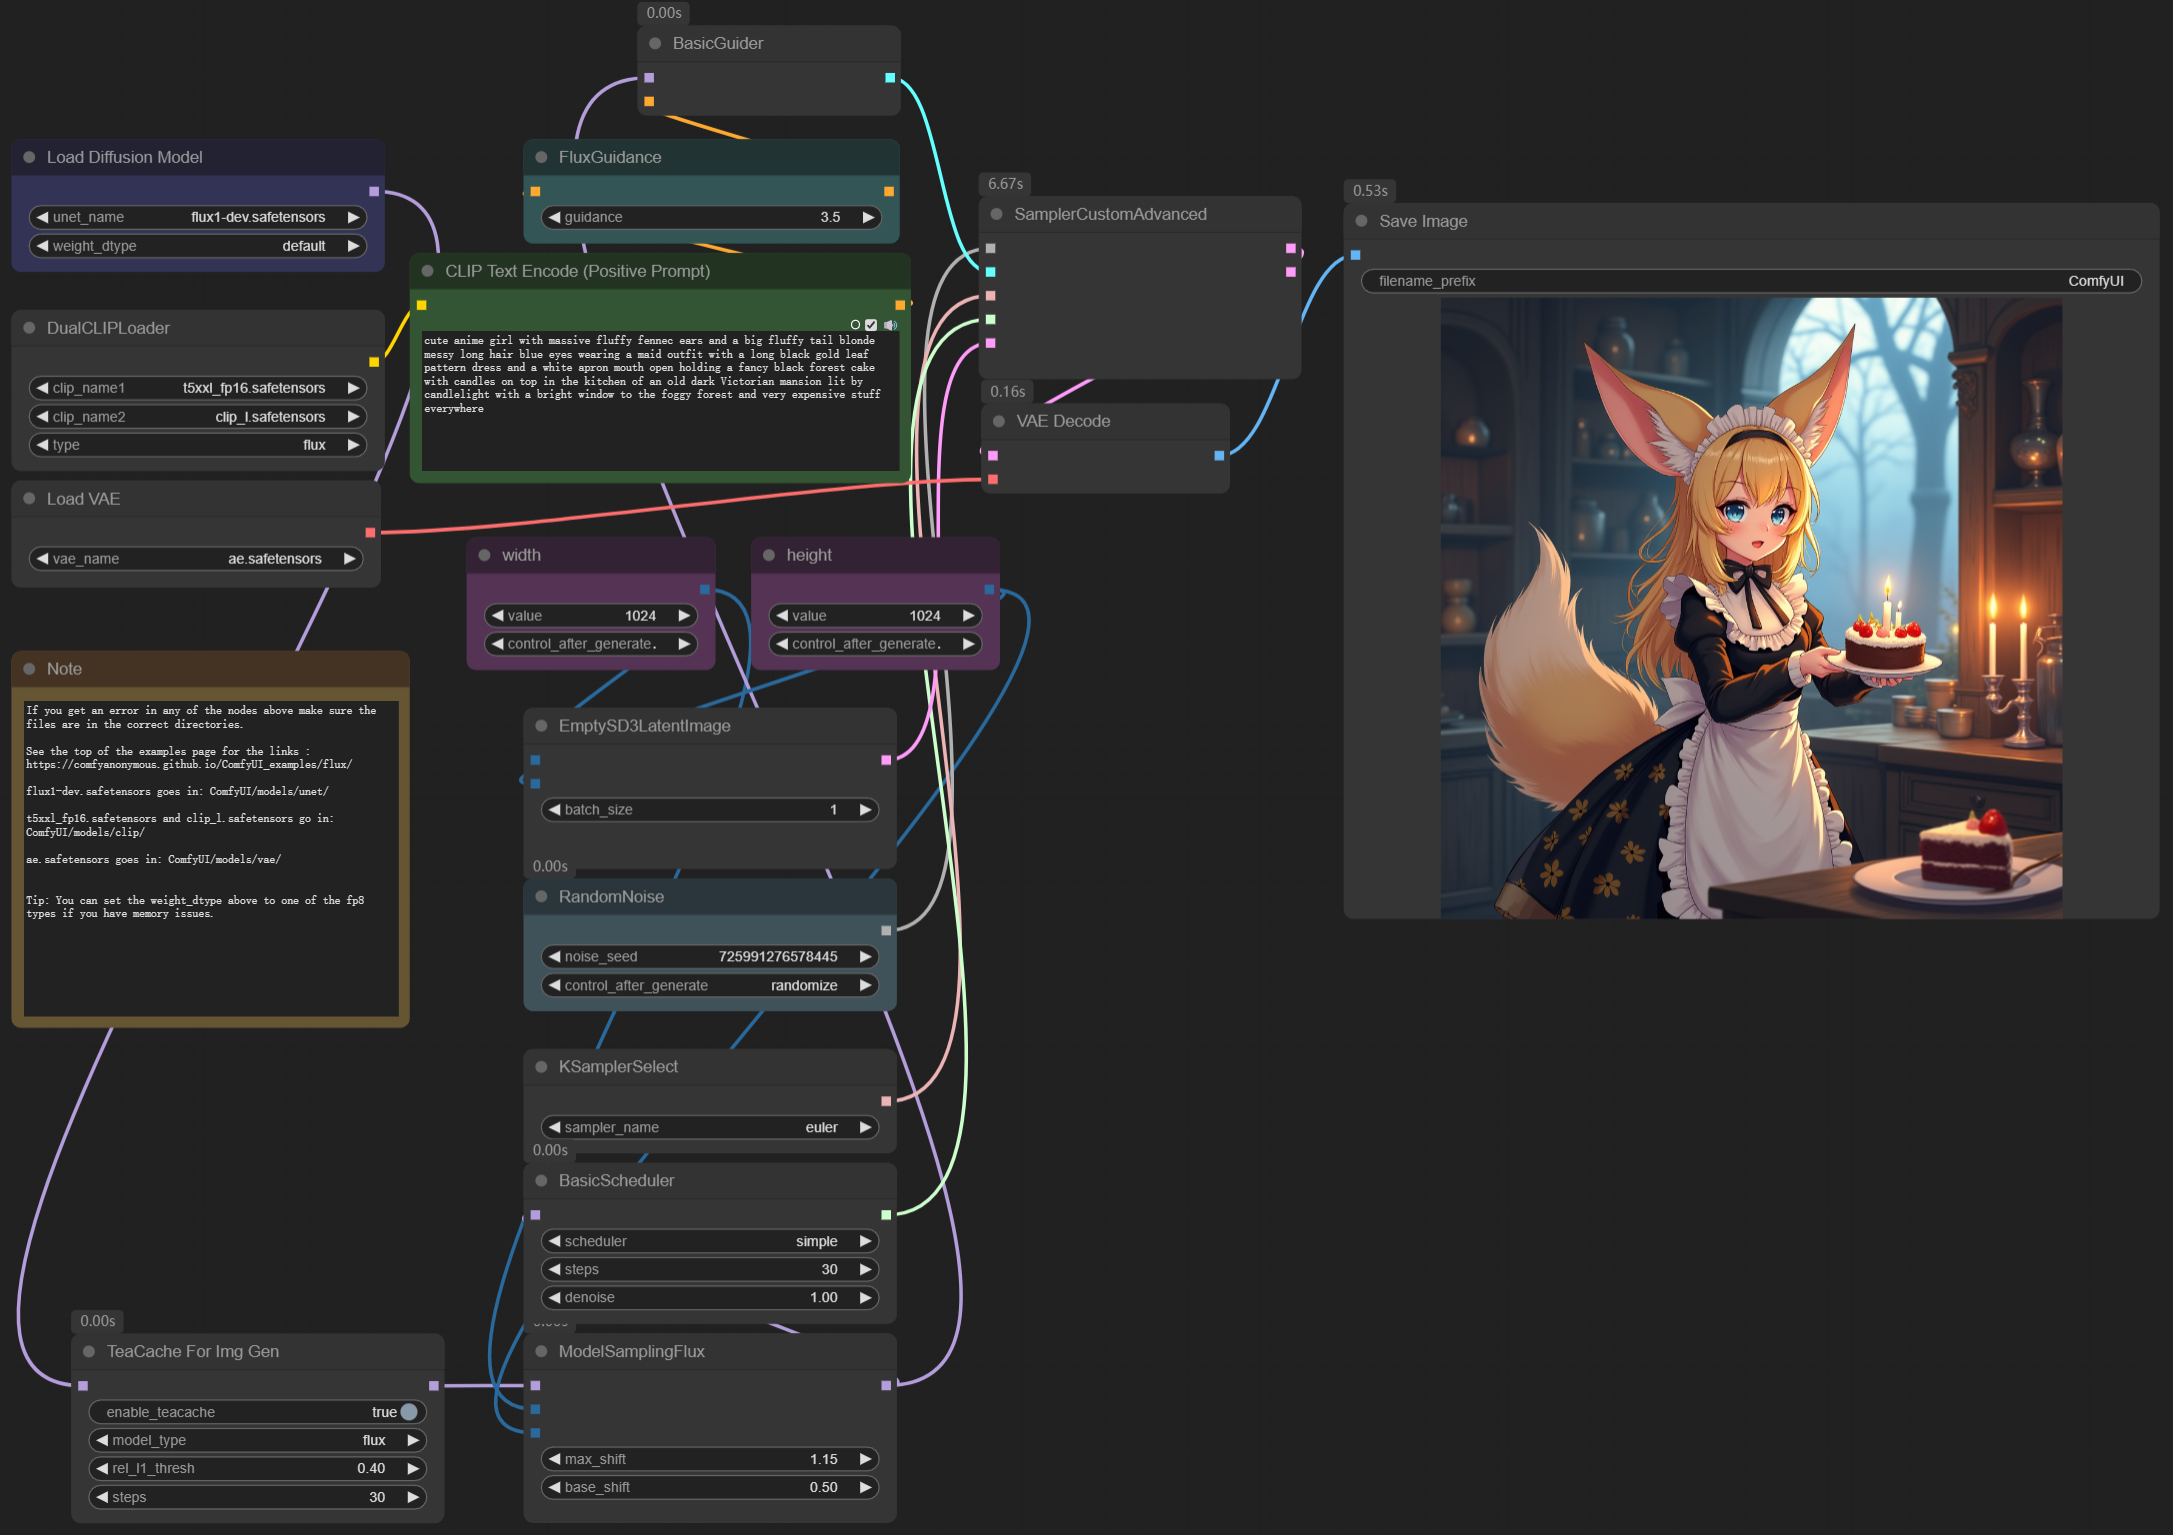 0.00s
BasicGuider
Load Diffusion Model
unet_name flux1-dev.safetensors
weight_dtype default
FluxGuidance
guidance 3.5
CLIP Text Encode (Positive Prompt)
cute anime girl with massive fluffy fennec ears and a big fluffy tail blonde
messy long hair blue eyes wearing a maid outfit with a long black gold leaf
pattern dress and a white apron mouth open holding a fancy black forest cake
with candles on top in the kitchen of an old dark Victorian mansion lit by
candlelight with a bright window to the foggy forest and very expensive stuff
everywhere
DualCLIPLoader
clip_name1 t5xxl_fp16.safetensors
clip_name2 clip_l.safetensors
type flux
Load VAE
vae_name ae.safetensors
6.67s
SamplerCustomAdvanced
0.16s
VAE Decode
0.53s
Save Image
filename_prefix ComfyUI
width
value 1024
control_after_generate.
height
value 1024
control_after_generate.
Note
If you get an error in any of the nodes above make sure the
files are in the correct directories.
See the top of the examples page for the links :
https://comfyanonymous.github.io/ComfyUI_examples/flux/
flux1-dev.safetensors goes in: ComfyUI/models/unet/
t5xxl_fp16.safetensors and clip_l.safetensors go in:
ComfyUI/models/clip/
ae.safetensors goes in: ComfyUI/models/vae/
Tip: You can set the weight_dtype above to one of the fp8
types if you have memory issues.
EmptySD3LatentImage
batch_size 1
0.00s
RandomNoise
noise_seed 725991276578445
control_after_generate randomize
KSamplerSelect
sampler_name euler
0.00s
BasicScheduler
scheduler simple
steps 30
denoise 1.00
0.00s
TeaCache For Img Gen
enable_teacache true
model_type flux
rel_l1_thresh 0.40
steps 30
ModelSamplingFlux
max_shift 1.15
base_shift 0.50